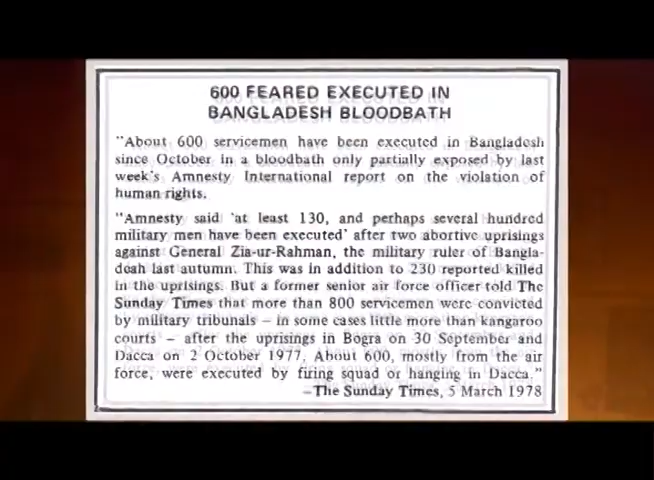 600 FEARED EXECUTED IN
BANGLADESH BLOODBATH
"About 600 servicemen have been executed in Bangladesh
since October in a bloodbath only partially exposed by last
week's Amnesty International report on the violation of
human rights.
"Amnesty said 'at least 130, and perhaps several hundred
military men have been executed' after two abortive uprisings
against General Zia-ur-Rahman, the military ruler of Bangla-
desh last autumn. This was in addition to 230 reported killed
in the uprisings. But a former senior air force officer told The
Sunday Times that more than 800 servicemen were convicted
by military tribunals – in some cases little more than kangaroo
courts – after the uprisings in Bogra on 30 September and
Dacca on 2 October 1977. About 600, mostly from the air
force, were executed by firing squad or hanging in Dacca."
–The Sunday Times, 5 March 1978